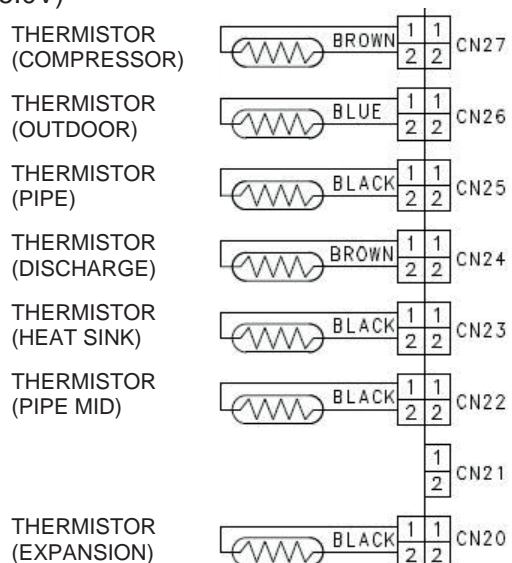 5.0V)
THERMISTOR
(COMPRESSOR)
BROWN 1 1
2 2
CN27
THERMISTOR
(OUTDOOR)
BLUE 1 1
2 2
CN26
THERMISTOR
(PIPE)
BLACK 1 1
2 2
CN25
THERMISTOR
(DISCHARGE)
BROWN 1 1
2 2
CN24
THERMISTOR
(HEAT SINK)
BLACK 1 1
2 2
CN23
THERMISTOR
(PIPE MID)
BLACK 1 1
2 2
CN22
1
2
CN21
THERMISTOR
(EXPANSION)
BLACK 1 1
2 2
CN20